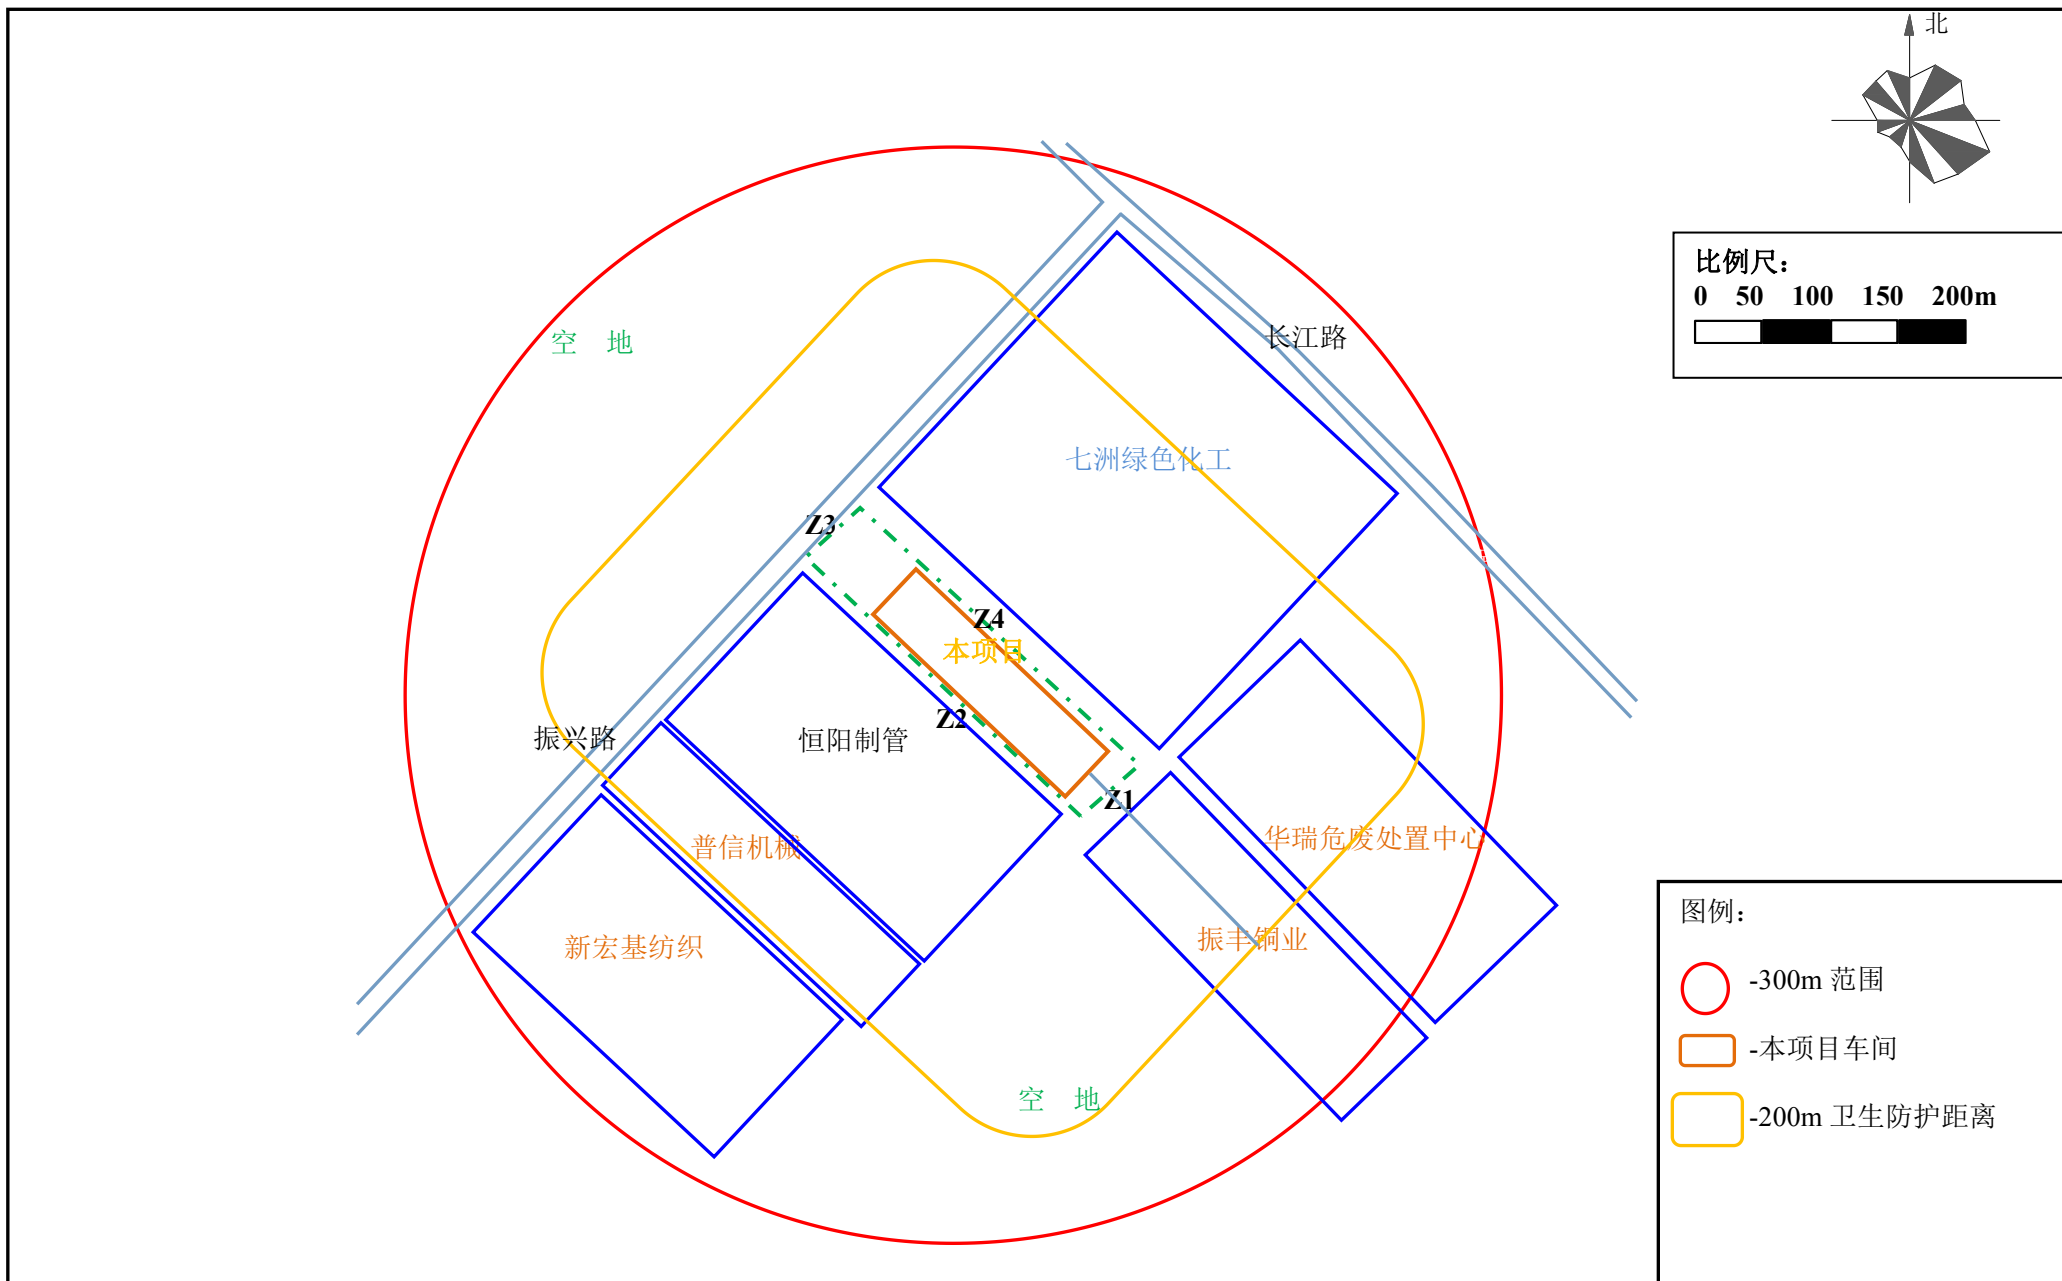 北
比例尺：
0 50 100 150 200m
长江路
空 地
七洲绿色化工
Z3
Z4
本项目
Z2
振兴路
恒阳制管
Z1
普信机械
华瑞危废处置中心
新宏基纺织
振丰铜业
空 地
图例：
-300m 范围
-本项目车间
-200m 卫生防护距离